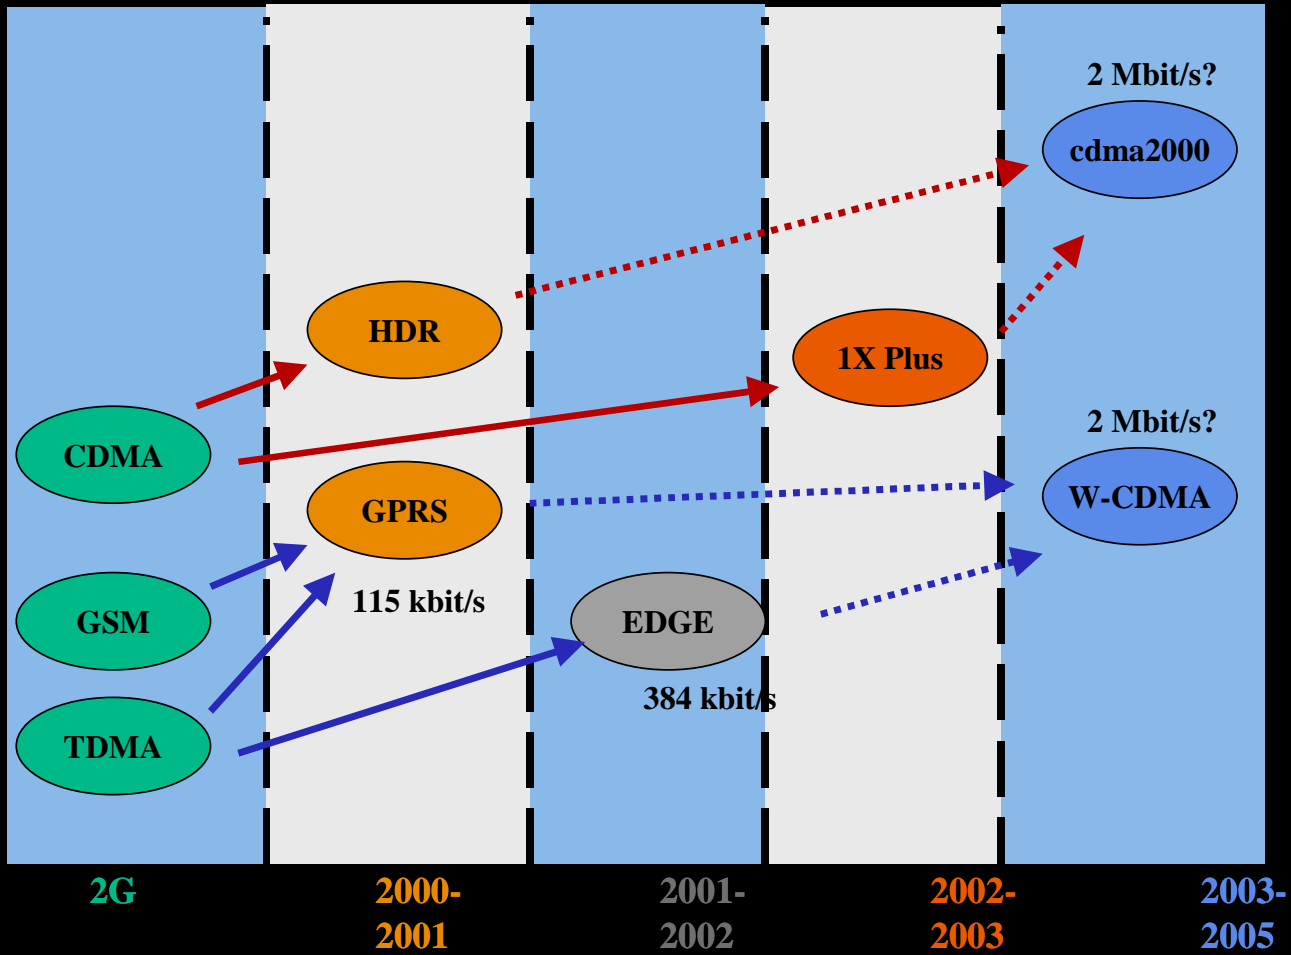 2 Mbit/s?
cdma2000
HDR
1X Plus
CDMA
2 Mbit/s?
W-CDMA
GPRS
115 kbit/s
GSM
EDGE
384 kbit/s
TDMA
2G
2000-
2001
2001-
2002
2002-
2003
2003-
2005